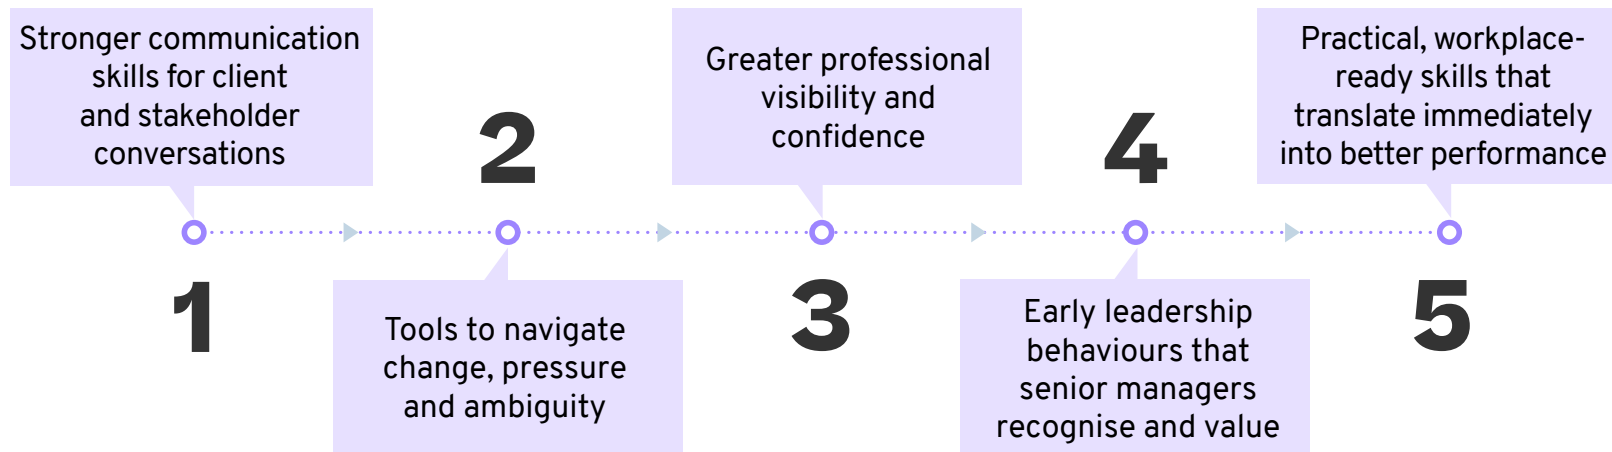 Stronger communication
skills for client
and stakeholder
conversations
1
2
Tools to navigate
change, pressure
and ambiguity
Greater professional
visibility and
confidence
3
4
Early leadership
behaviours that
senior managers
recognise and value
Practical, workplace-
ready skills that
translate immediately
into better performance
5